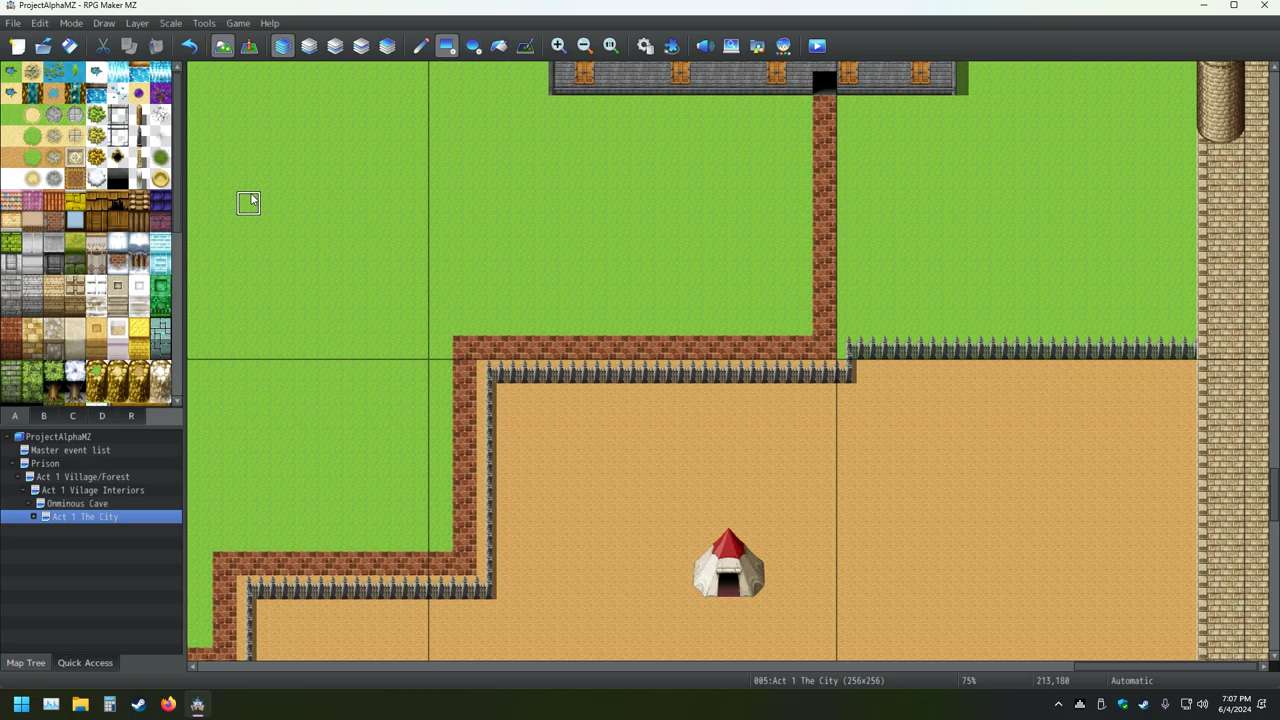 ProjectAlphaMZ - RPG Maker MZ
File Edit Mode Draw Layer Scale Tools Game Help
A B C D R
ProjectAlphaMZ
Master event list
Prison
Act 1 Village/Forest
Act 1 Vilage Interiors
Onminous Cave
Act 1 The City
Map Tree Quick Access
005:Act 1 The City (256x256) 75% 213,180 Automatic
7:07 PM
6/4/2024